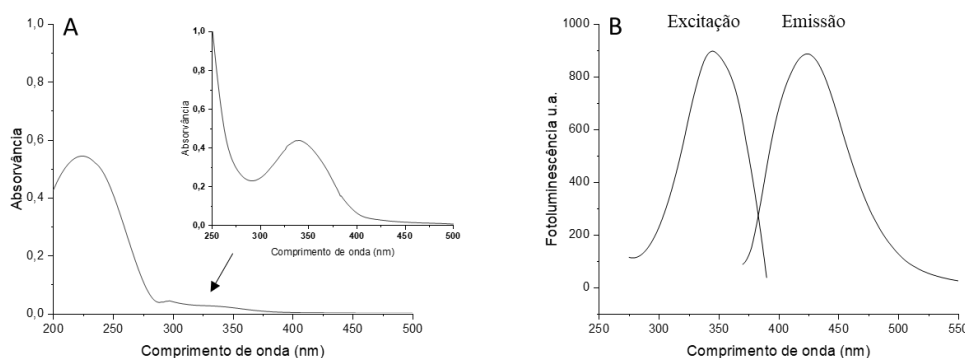 A
Absorvância
1,0
0,8
0,6
0,4
0,2
0,0
200 250 300 350 400 450 500
Comprimento de onda (nm)
Absorvância
1,0
0,8
0,6
0,4
0,2
0,0
250 300 350 400 450 500
Comprimento de onda (nm)
B
Excitação Emissão
Fotoluminescência u.a.
1000
800
600
400
200
0
250 300 350 400 450 500 550
Comprimento de onda (nm)